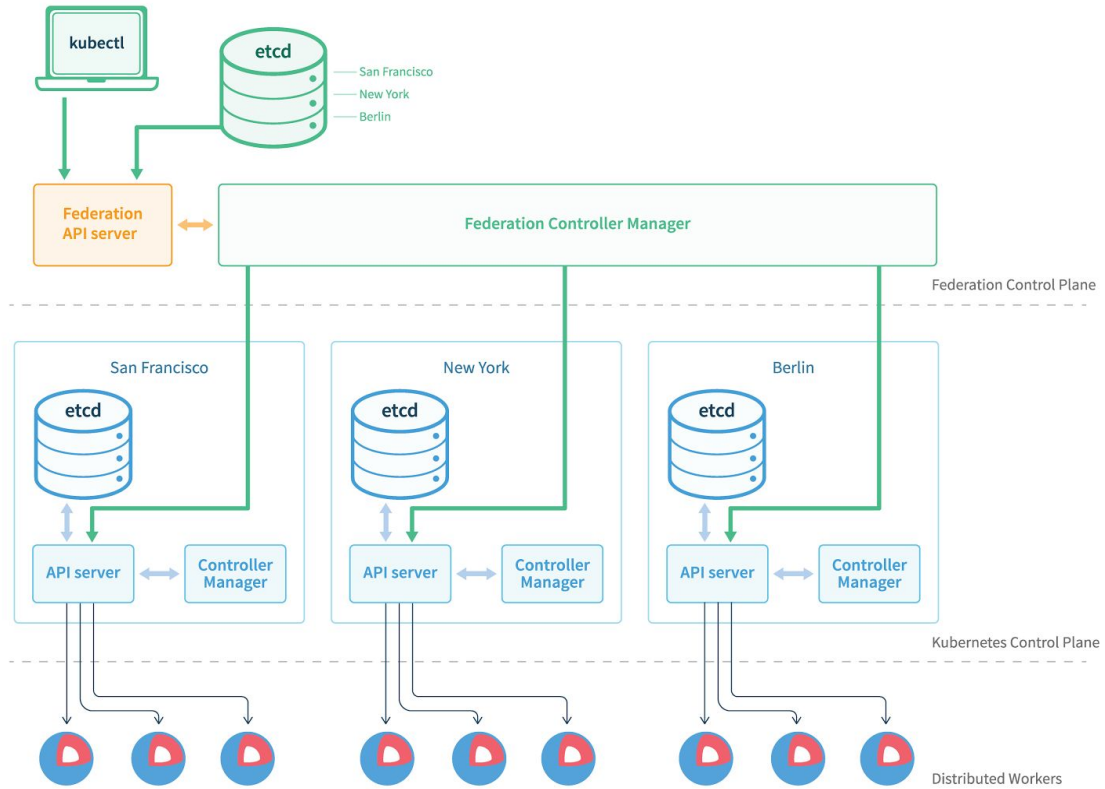 kubectl
etcd
San Francisco
New York
Berlin
Federation
API server
Federation Controller Manager
Federation Control Plane
San Francisco
etcd
API server
Controller
Manager
New York
etcd
API server
Controller
Manager
Berlin
etcd
API server
Controller
Manager
Kubernetes Control Plane
Distributed Workers